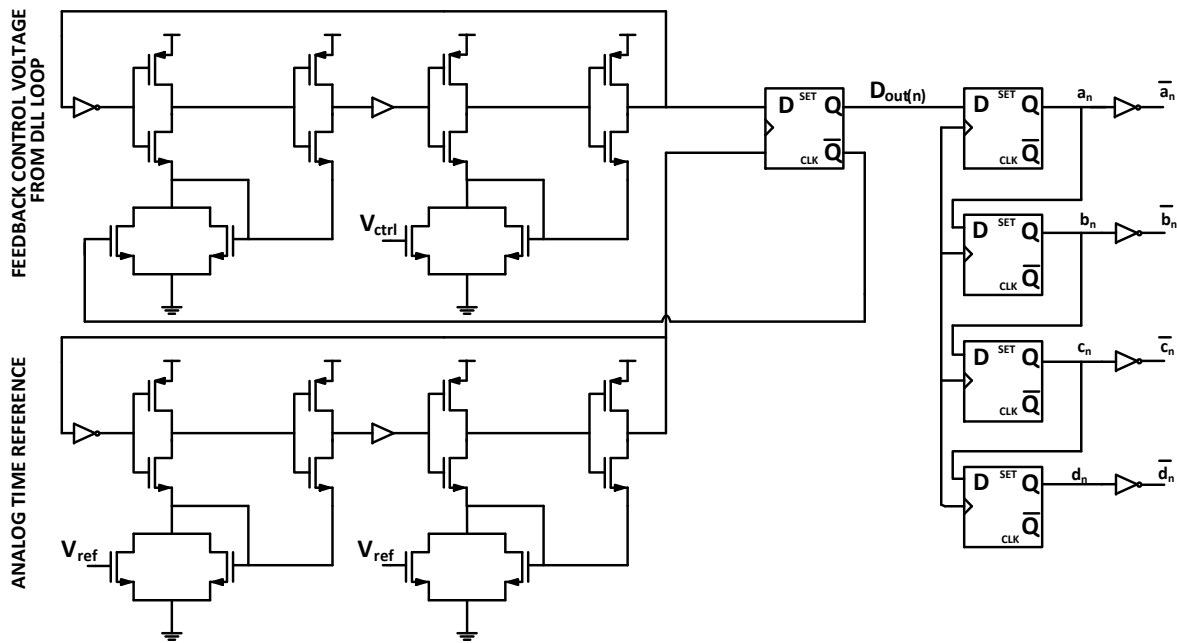 FEEDBACK CONTROL VOLTAGE
FROM DLL LOOP
V_ctrl
D SET Q
CLK Q̅
D_out(n)
D SET Q
CLK Q̅
a_n
a̅_n
D SET Q
CLK Q̅
b_n
b̅_n
D SET Q
CLK Q̅
c_n
c̅_n
D SET Q
CLK Q̅
d_n
d̅_n
ANALOG TIME REFERENCE
V_ref
V_ref